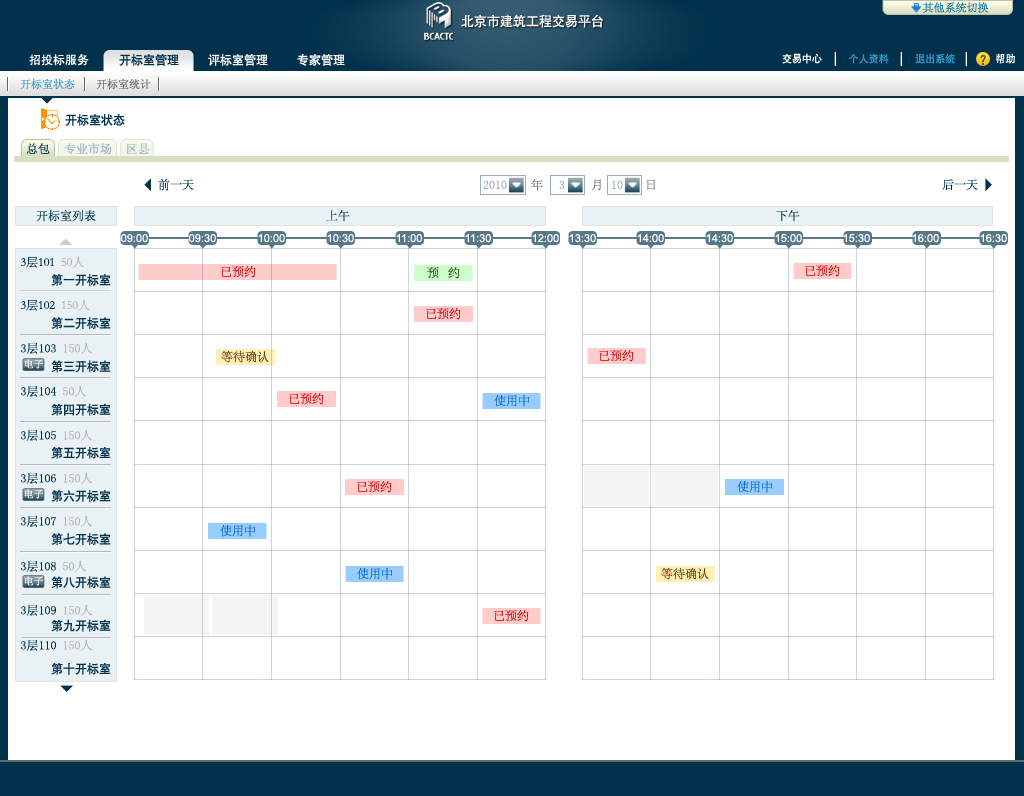 其他系统切换
BCACTC
北京市建筑工程交易平台
招投标服务 开标室管理 评标室管理 专家管理
交易中心 个人资料 退出系统 ? 帮助
开标室状态 开标室统计
开标室状态
总包 专业市场 区县
前一天 2010 年 3 月 10 日 后一天
开标室列表 上午 下午
09:00 09:30 10:00 10:30 11:00 11:30 12:00 13:30 14:00 14:30 15:00 15:30 16:00 16:30
3层101 50人
第一开标室 已预约 预 约 已预约
3层102 150人
第二开标室 已预约
3层103 150人
电子 第三开标室 等待确认 已预约
3层104 50人
第四开标室 已预约 使用中
3层105 150人
第五开标室
3层106 150人
电子 第六开标室 已预约 使用中
3层107 150人
第七开标室 使用中
3层108 50人
电子 第八开标室 使用中 等待确认
3层109 150人
第九开标室 已预约
3层110 150人
第十开标室